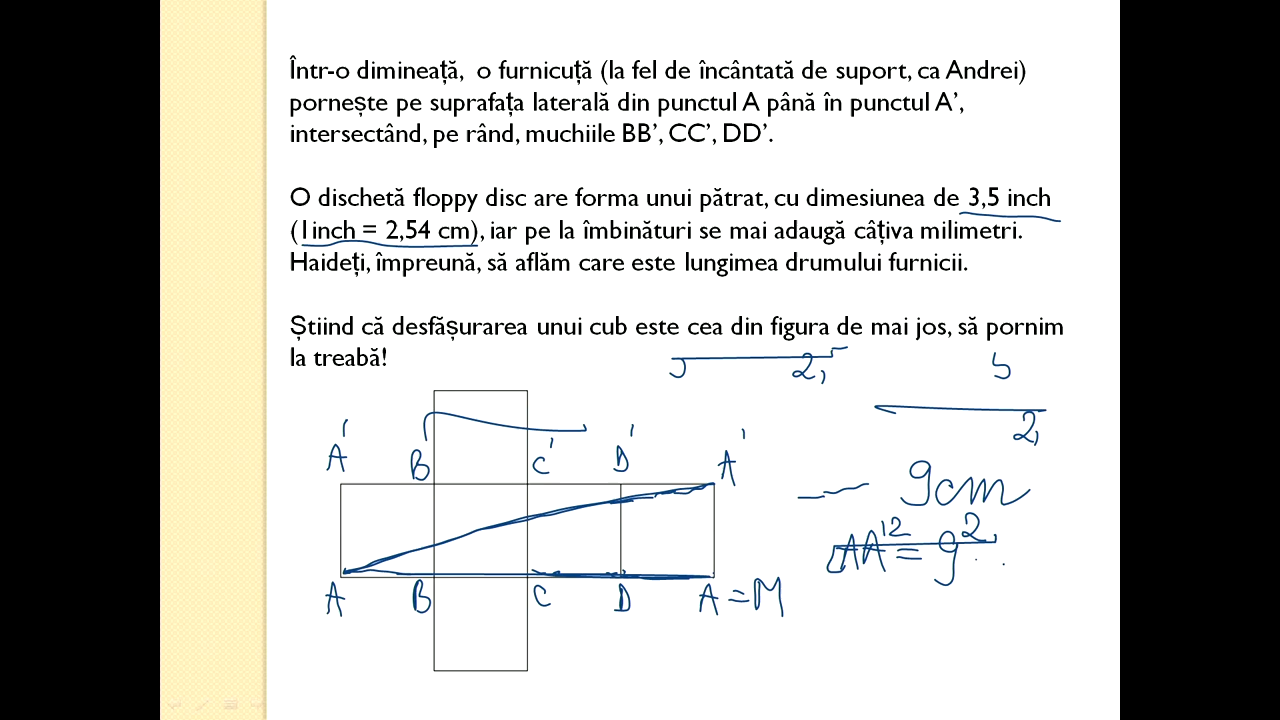 Într-o dimineață, o furnicuță (la fel de încântată de suport, ca Andrei)
pornește pe suprafața laterală din punctul A până în punctul A’,
intersectând, pe rând, muchiile BB’, CC’, DD’.
O dischetă floppy disc are forma unui pătrat, cu dimesiunea de 3,5 inch
(1inch = 2,54 cm), iar pe la îmbinături se mai adaugă câțiva milimetri.
Haideți, împreună, să aflăm care este lungimea drumului furnicii.
Știind că desfășurarea unui cub este cea din figura de mai jos, să pornim
la treabă!
2,
5
2,
A' B C' D' A'
9cm
AA'² = 9²
A B C D A = M